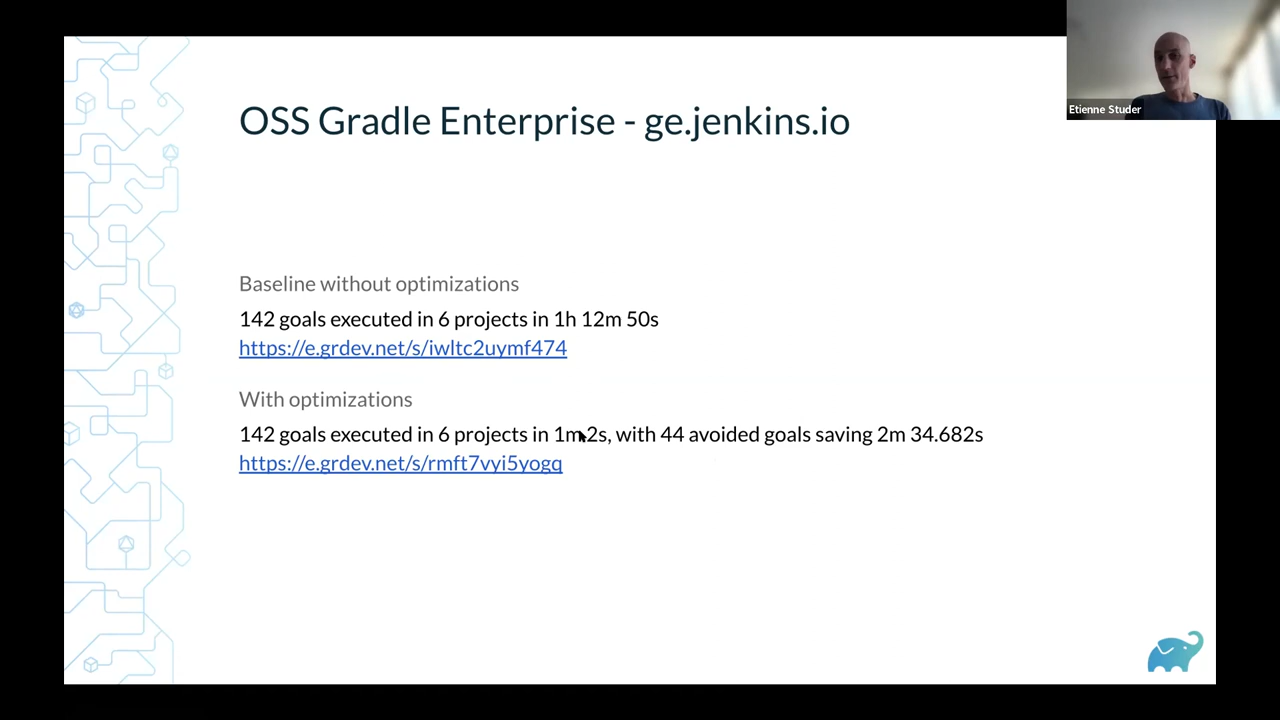 OSS Gradle Enterprise - ge.jenkins.io
Etienne Studer
Baseline without optimizations
142 goals executed in 6 projects in 1h 12m 50s
https://e.grdev.net/s/iwltc2uymf474
With optimizations
142 goals executed in 6 projects in 1m 2s, with 44 avoided goals saving 2m 34.682s
https://e.grdev.net/s/rmft7vyi5yogq